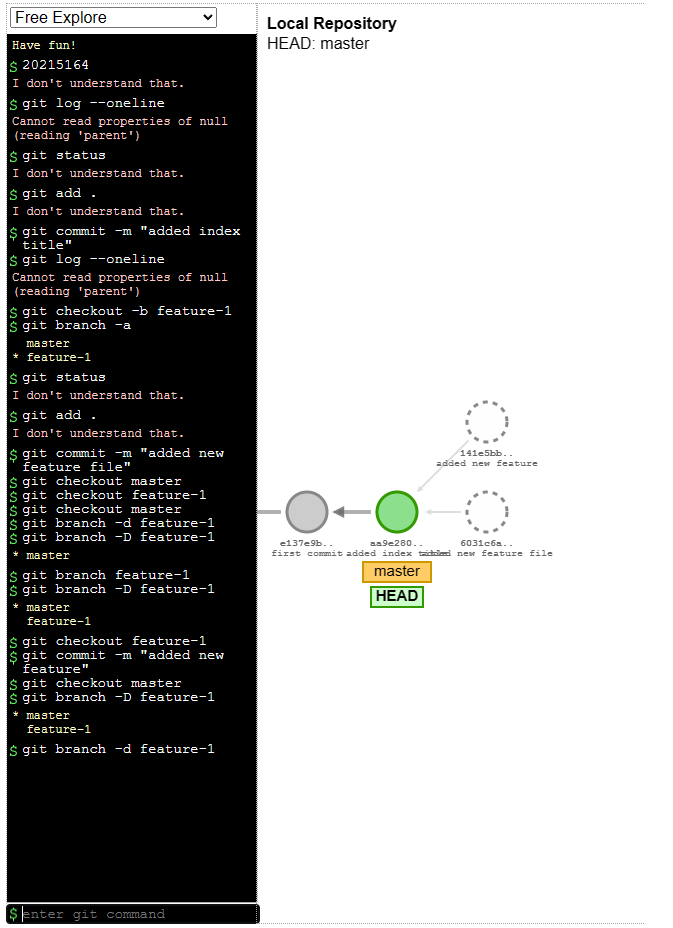 Free Explore
Have fun!
$ 20215164
I don't understand that.
$ git log --oneline
Cannot read properties of null
(reading 'parent')
$ git status
I don't understand that.
$ git add .
I don't understand that.
$ git commit -m "added index
title"
$ git log --oneline
Cannot read properties of null
(reading 'parent')
$ git checkout -b feature-1
$ git branch -a
master
* feature-1
$ git status
I don't understand that.
$ git add .
I don't understand that.
$ git commit -m "added new
feature file"
$ git checkout master
$ git checkout feature-1
$ git checkout master
$ git branch -d feature-1
$ git branch -D feature-1
* master
$ git branch feature-1
$ git branch -D feature-1
* master
feature-1
$ git checkout feature-1
$ git commit -m "added new
feature"
$ git checkout master
$ git branch -D feature-1
* master
feature-1
$ git branch -d feature-1
$ enter git command
Local Repository
HEAD: master
141e5bb..
added new feature
e137e9b..
first commit
aa9e280..
added index title
6031c6a..
added new feature file
master
HEAD